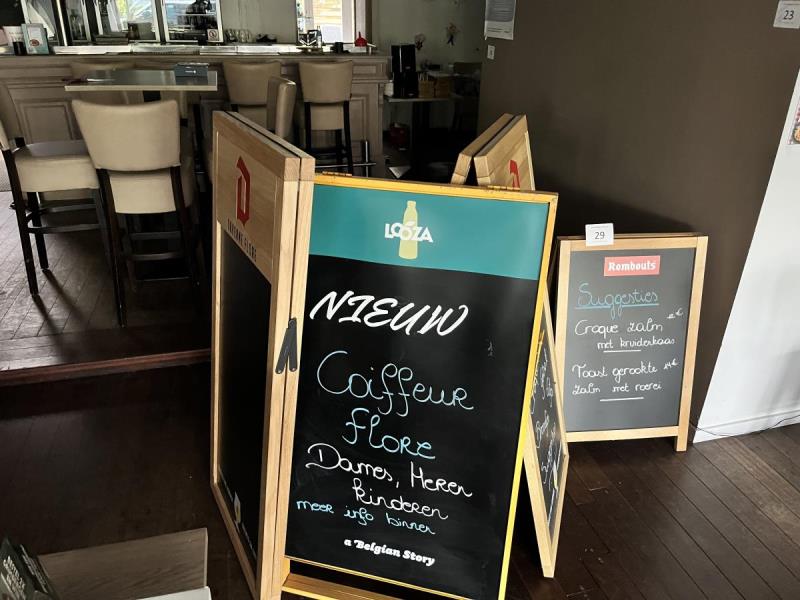 LOOZA
NIEUW
Coiffeur
Flore
Dames, Heren
kinderen
meer info binnen
a Belgian Story
29
Rombouts
Suggesties
Croque zalm
met kruidenkaas
Toast gerookte
zalm met roerei
23